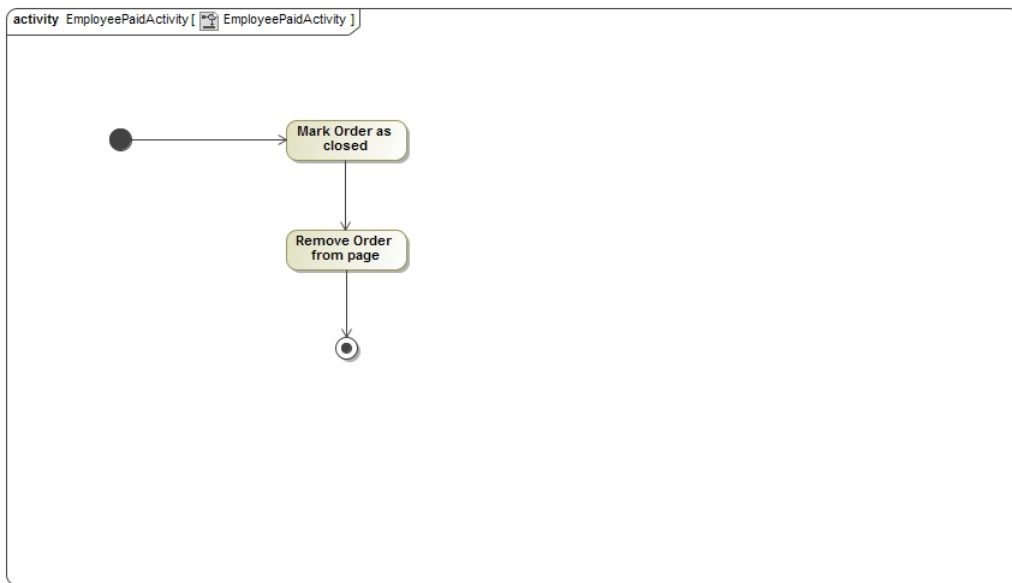 activity EmployeePaidActivity [ EmployeePaidActivity ]
Mark Order as
closed
Remove Order
from page